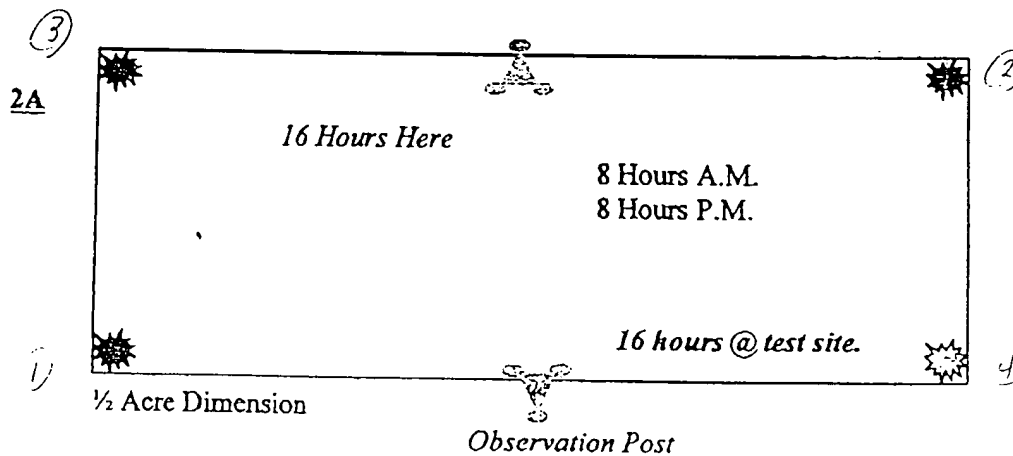 3
2
2A
16 Hours Here
8 Hours A.M.
8 Hours P.M.
16 hours @ test site.
1
4
½ Acre Dimension
Observation Post